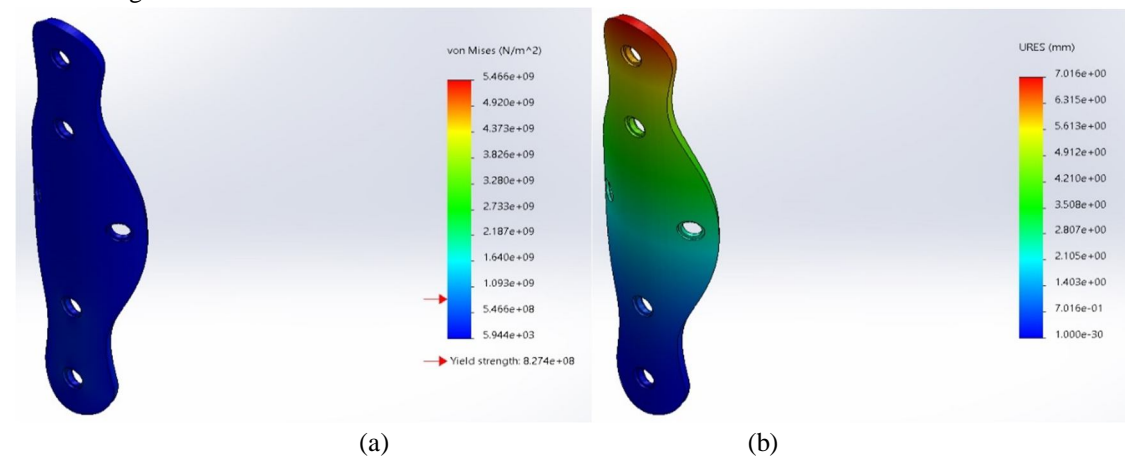 von Mises (N/m^2)
5.466e+09
4.920e+09
4.373e+09
3.826e+09
3.280e+09
2.733e+09
2.187e+09
1.640e+09
1.093e+09
5.466e+08
5.944e+03
Yield strength: 8.274e+08
URES (mm)
7.016e+00
6.315e+00
5.613e+00
4.912e+00
4.210e+00
3.508e+00
2.807e+00
2.105e+00
1.403e+00
7.016e-01
1.000e-30
(a)
(b)